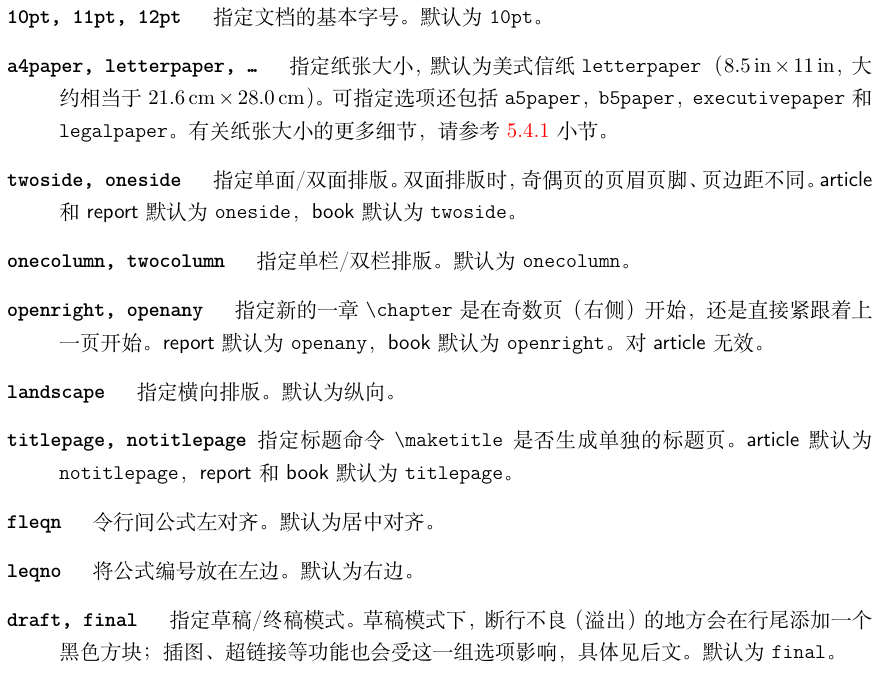 10pt, 11pt, 12pt 指定文档的基本字号。默认为 10pt。
a4paper, letterpaper, … 指定纸张大小，默认为美式信纸 letterpaper（8.5 in × 11 in，大
约相当于 21.6 cm × 28.0 cm）。可指定选项还包括 a5paper，b5paper，executivepaper 和
legalpaper。有关纸张大小的更多细节，请参考 5.4.1 小节。
twoside, oneside 指定单面/双面排版。双面排版时，奇偶页的页眉页脚、页边距不同。article
和 report 默认为 oneside，book 默认为 twoside。
onecolumn, twocolumn 指定单栏/双栏排版。默认为 onecolumn。
openright, openany 指定新的一章 \chapter 是在奇数页（右侧）开始，还是直接紧跟着上
一页开始。report 默认为 openany，book 默认为 openright。对 article 无效。
landscape 指定横向排版。默认为纵向。
titlepage, notitlepage 指定标题命令 \maketitle 是否生成单独的标题页。article 默认为
notitlepage，report 和 book 默认为 titlepage。
fleqn 令行间公式左对齐。默认为居中对齐。
leqno 将公式编号放在左边。默认为右边。
draft, final 指定草稿/终稿模式。草稿模式下，断行不良（溢出）的地方会在行尾添加一个
黑色方块；插图、超链接等功能也会受这一组选项影响，具体见后文。默认为 final。